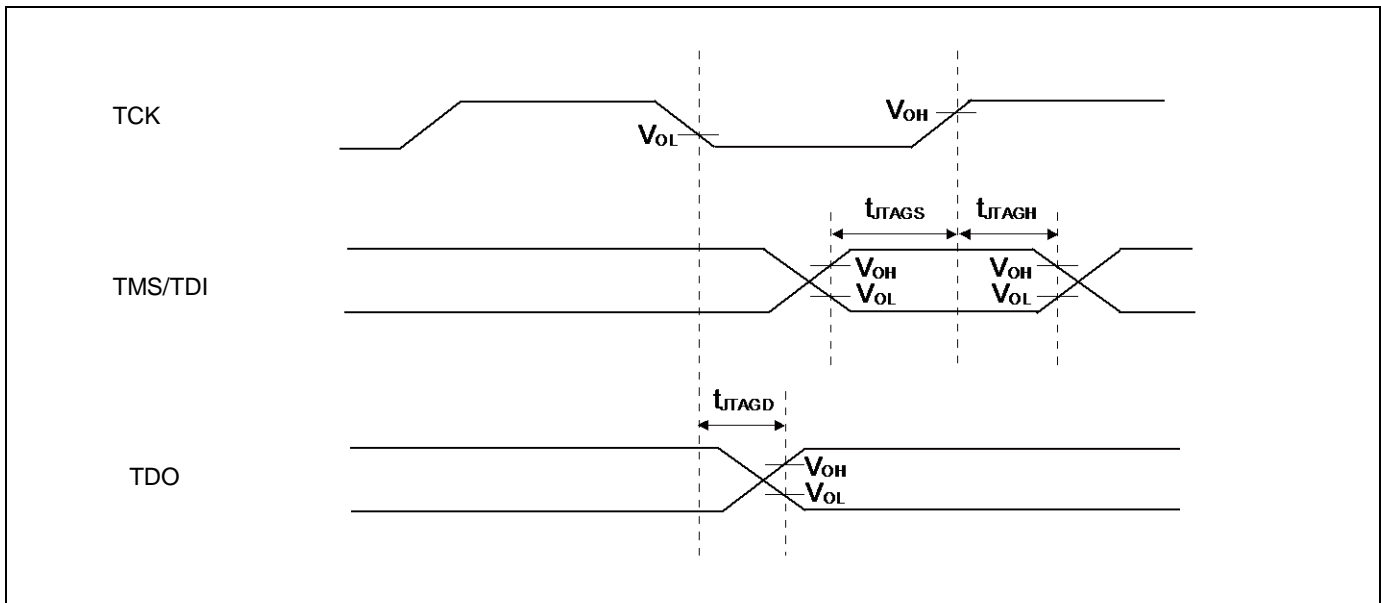 TCK
VOL
VOH
tJTAGS
tJTAGH
TMS/TDI
VOH
VOL
VOH
VOL
tJTAGD
TDO
VOH
VOL